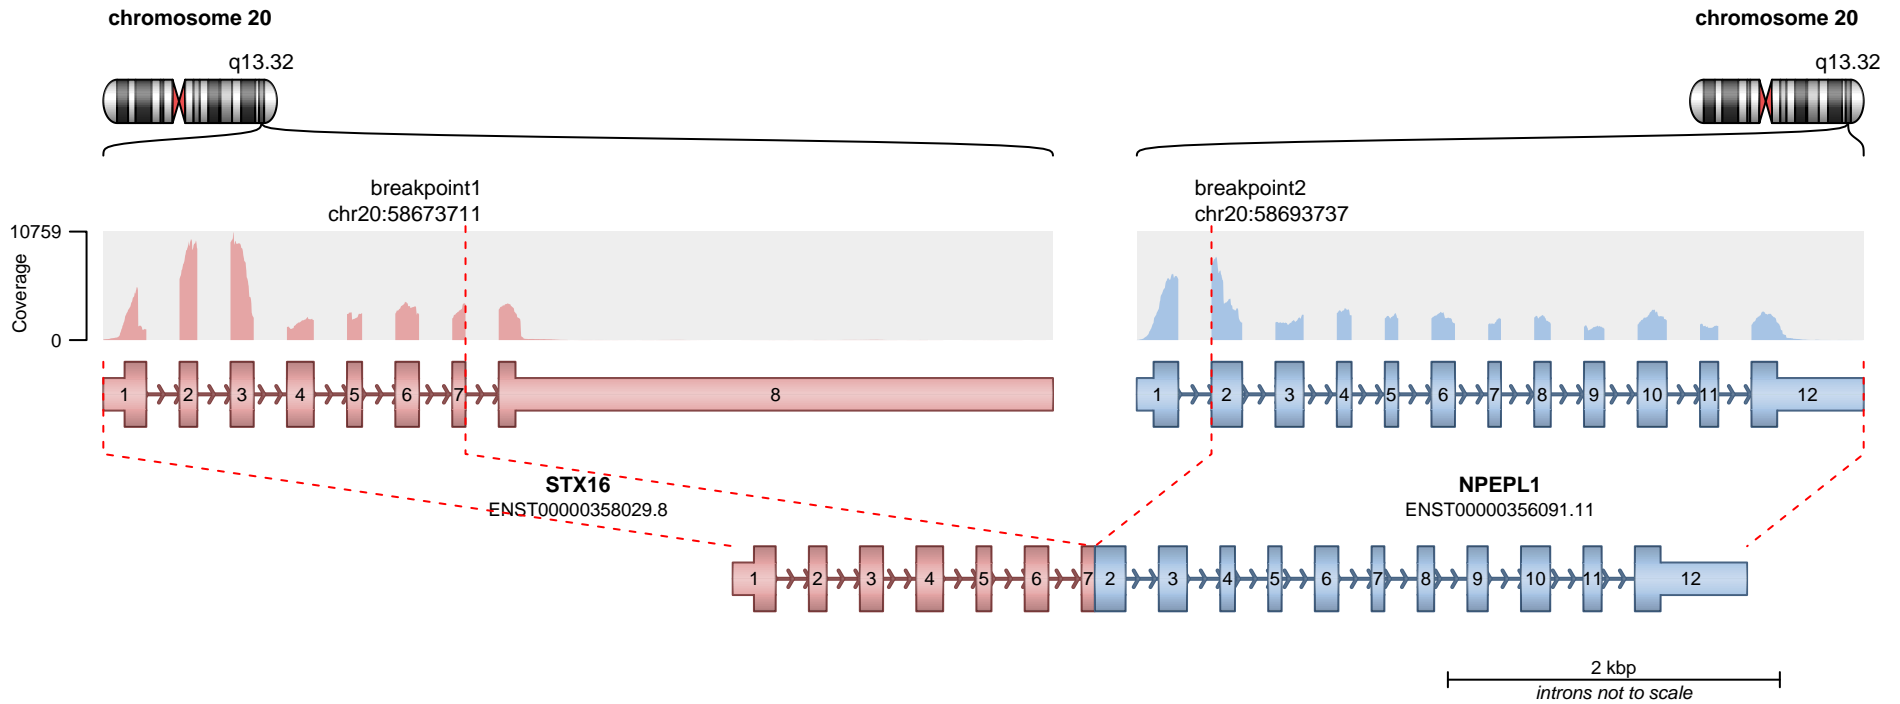 chromosome 20
chromosome 20
q13.32
q13.32
breakpoint1
chr20:58673711
breakpoint2
chr20:58693737
10759
Coverage
0
1 2 3 4 5 6 7 8
1 2 3 4 5 6 7 8 9 10 11 12
STX16
ENST00000358029.8
NPEPL1
ENST00000356091.11
1 2 3 4 5 6 7 2 3 4 5 6 7 8 9 10 11 12
2 kbp
introns not to scale